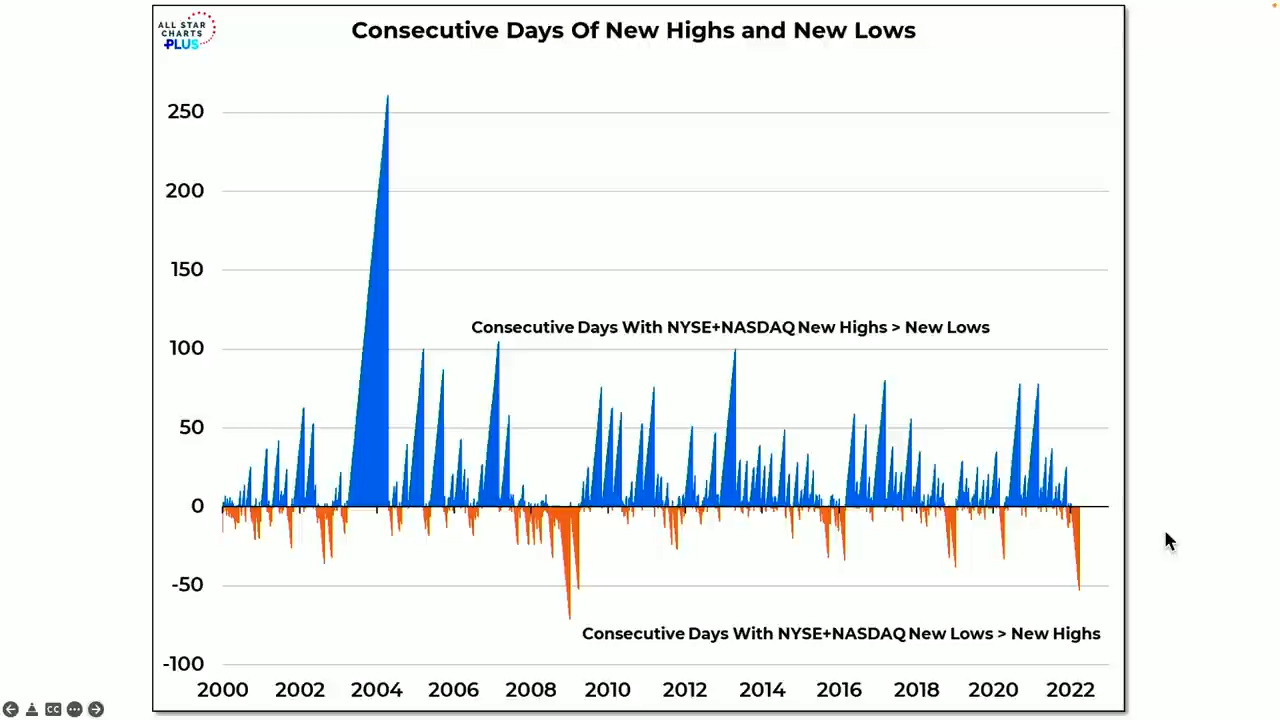 ALL STAR
CHARTS
+PLUS
Consecutive Days Of New Highs and New Lows
250
200
150
Consecutive Days With NYSE+NASDAQ New Highs > New Lows
100
50
0
-50
Consecutive Days With NYSE+NASDAQ New Lows > New Highs
-100
2000 2002 2004 2006 2008 2010 2012 2014 2016 2018 2020 2022
CC